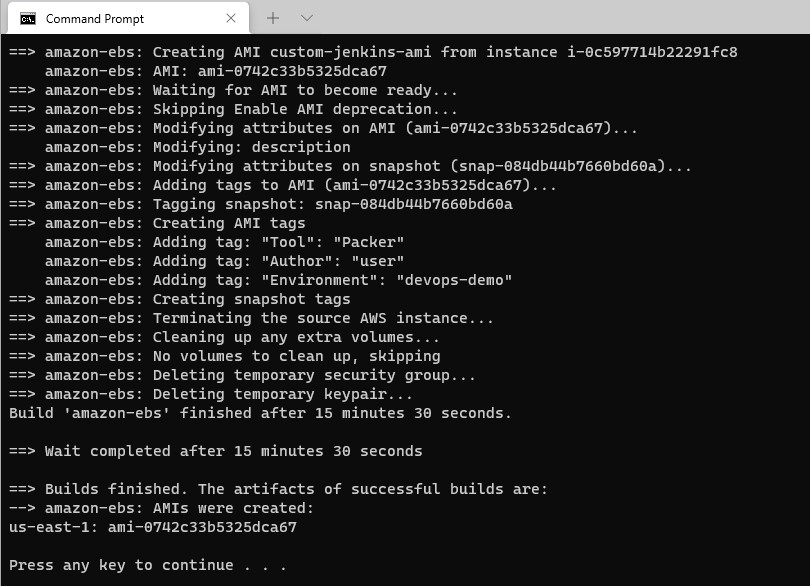 Command Prompt
==> amazon-ebs: Creating AMI custom-jenkins-ami from instance i-0c597714b22291fc8
    amazon-ebs: AMI: ami-0742c33b5325dca67
==> amazon-ebs: Waiting for AMI to become ready...
==> amazon-ebs: Skipping Enable AMI deprecation...
==> amazon-ebs: Modifying attributes on AMI (ami-0742c33b5325dca67)...
    amazon-ebs: Modifying: description
==> amazon-ebs: Modifying attributes on snapshot (snap-084db44b7660bd60a)...
==> amazon-ebs: Adding tags to AMI (ami-0742c33b5325dca67)...
==> amazon-ebs: Tagging snapshot: snap-084db44b7660bd60a
==> amazon-ebs: Creating AMI tags
    amazon-ebs: Adding tag: "Tool": "Packer"
    amazon-ebs: Adding tag: "Author": "user"
    amazon-ebs: Adding tag: "Environment": "devops-demo"
==> amazon-ebs: Creating snapshot tags
==> amazon-ebs: Terminating the source AWS instance...
==> amazon-ebs: Cleaning up any extra volumes...
==> amazon-ebs: No volumes to clean up, skipping
==> amazon-ebs: Deleting temporary security group...
==> amazon-ebs: Deleting temporary keypair...
Build 'amazon-ebs' finished after 15 minutes 30 seconds.
==> Wait completed after 15 minutes 30 seconds
==> Builds finished. The artifacts of successful builds are:
--> amazon-ebs: AMIs were created:
us-east-1: ami-0742c33b5325dca67
Press any key to continue . . .